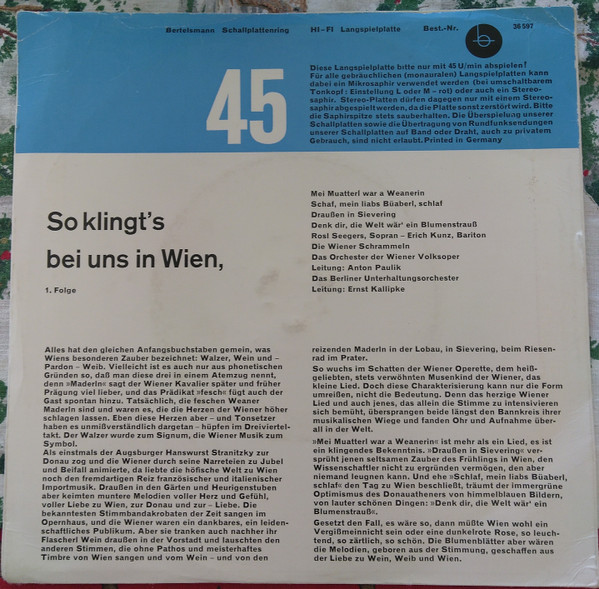 Bertelsmann Schallplattenring HI-FI Langspielplatte Best.-Nr. 36 597
45
Diese Langspielplatte bitte nur mit 45 U/min abspielen!
Für alle gebräuchlichen (monauralen) Langspielplatten kann
dabei ein Mikrosaphir verwendet werden (bei umschaltbarem
Tonkopf: Einstellung L oder M – rot) oder auch ein Stereo-
saphir. Stereo-Platten dürfen dagegen nur mit einem Stereo-
saphir abgespielt werden, da die Platte sonst zerstört wird. Bitte
die Saphirspitze stets sauberhalten. Die Überspielung unserer
Schallplatten sowie die Übertragung von Rundfunksendungen
unserer Schallplatten auf Band oder Draht, auch zu privatem
Gebrauch, sind nicht erlaubt. Printed in Germany
So klingt's
bei uns in Wien,
1. Folge
Mei Muatterl war a Weanerin
Schaf, mein liabs Büaberl, schlaf
Draußen in Sievering
Denk dir, die Welt wär' ein Blumenstrauß
Rosl Seegers, Sopran – Erich Kunz, Bariton
Die Wiener Schrammeln
Das Orchester der Wiener Volksoper
Leitung: Anton Paulik
Das Berliner Unterhaltungsorchester
Leitung: Ernst Kallipke
Alles hat den gleichen Anfangsbuchstaben gemein, was
Wiens besonderen Zauber bezeichnet: Walzer, Wein und –
Pardon – Weib. Vielleicht ist es auch nur aus phonetischen
Gründen so, daß man diese drei in einem Atemzug nennt,
denn »Maderln« sagt der Wiener Kavalier später und früher
Prägung viel lieber, und das Prädikat »fesch« fügt auch der
Gast spontan hinzu. Tatsächlich, die feschen Weaner
Maderln sind und waren es, die die Herzen der Wiener höher
schlagen lassen. Eben diese Herzen aber – und Tonsetzer
haben es unmißverständlich dargetan – hüpfen im Dreiviertel-
takt. Der Walzer wurde zum Signum, die Wiener Musik zum
Symbol.
Als einstmals der Augsburger Hanswurst Stranitzky zur
Donau zog und die Wiener durch seine Narreteien zu Jubel
und Beifall animierte, da liebte die höfische Welt zu Wien
noch den fremdartigen Reiz französischer und italienischer
Importmusik. Draußen in den Gärten und Heurigenstuben
aber keimten muntere Melodien voller Herz und Gefühl,
voller Liebe zu Wien, zur Donau und zur – Liebe. Die
bekanntesten Stimmbandakrobaten der Zeit sangen im
Opernhaus, und die Wiener waren ein dankbares, ein leiden-
schaftliches Publikum. Aber sie tranken auch nachher ihr
Flascherl Wein draußen in der Vorstadt und lauschten den
anderen Stimmen, die ohne Pathos und meisterhaftes
Timbre von Wien sangen und vom Wein – und von den
reizenden Maderln in der Lobau, in Sievering, beim Riesen-
rad im Prater.
So wuchs im Schatten der Wiener Operette, dem heiß-
geliebten, stets verwöhnten Musenkind der Wiener, das
kleine Lied. Doch diese Charakterisierung kann nur die Form
umreißen, nicht die Bedeutung. Denn das herzige Wiener
Lied und auch jenes, das allein die Stimme zu intensivieren
sich bemüht, übersprangen beide längst den Bannkreis ihrer
musikalischen Wiege und fanden Ohr und Aufnahme über-
all in der Welt.
»Mei Muatterl war a Weanerin« ist mehr als ein Lied, es ist
ein klingendes Bekenntnis. »Draußen in Sievering« ver-
sprüht jenen seltsamen Zauber des Frühlings in Wien, den
Wissenschaftler nicht zu ergründen vermögen, den aber
niemand leugnen kann. Und ehe »Schlaf, mein liabs Büaberl,
schlaf« den Tag zu Wien beschließt, träumt der immergrüne
Optimismus des Donauatheners von himmelblauen Bildern,
von lauter schönen Dingen: »Denk dir, die Welt wär' ein
Blumenstrauß«.
Gesetzt den Fall, es wäre so, dann müßte Wien wohl ein
Vergißmeinnicht sein oder eine dunkelrote Rose, so leuch-
tend, so zärtlich, so schön. Die Blumenblätter aber wären
die Melodien, geboren aus der Stimmung, geschaffen aus
der Liebe zu Wein, Weib und Wien.